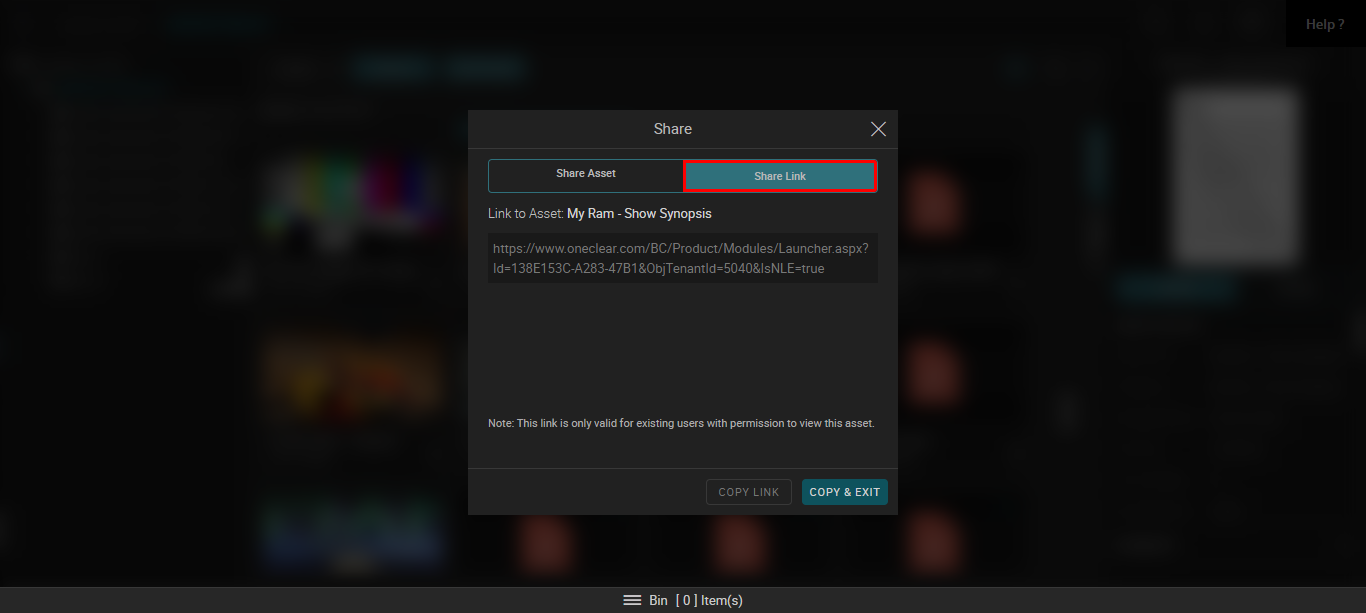 Help ?
Share
Share Asset
Share Link
Link to Asset: My Ram - Show Synopsis
https://www.oneclear.com/BC/Product/Modules/Launcher.aspx?
Id=138E153C-A283-47B1&ObjTenantId=5040&IsNLE=true
Note: This link is only valid for existing users with permission to view this asset.
COPY LINK
COPY & EXIT
Bin [ 0 ] Item(s)